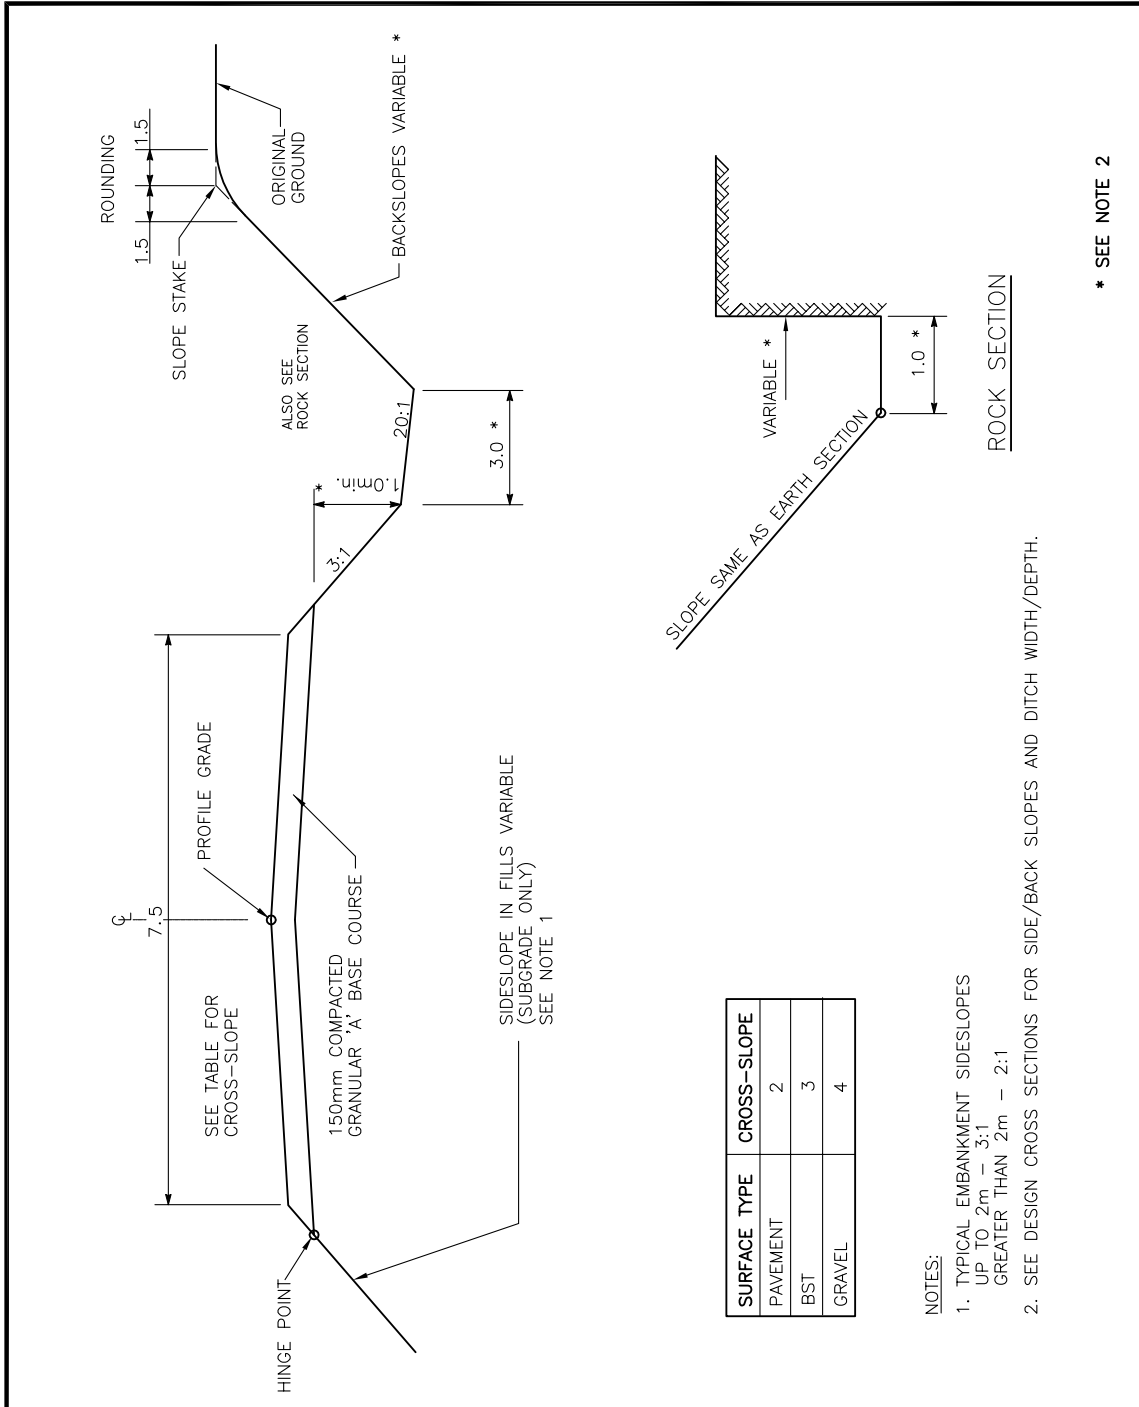 ROUNDING
1.5
1.5
SLOPE STAKE
ORIGINAL
GROUND
BACKSLOPES VARIABLE *
ALSO SEE
ROCK SECTION
20:1
3.0 *
*
1.0min.
3:1
℄
7.5
PROFILE GRADE
SEE TABLE FOR
CROSS-SLOPE
150mm COMPACTED
GRANULAR 'A' BASE COURSE
HINGE POINT
SIDESLOPE IN FILLS VARIABLE
(SUBGRADE ONLY)
SEE NOTE 1
SURFACE TYPE CROSS-SLOPE
PAVEMENT 2
BST 3
GRAVEL 4
SLOPE SAME AS EARTH SECTION
VARIABLE *
1.0 *
ROCK SECTION
NOTES:
1. TYPICAL EMBANKMENT SIDESLOPES
UP TO 2m - 3:1
GREATER THAN 2m - 2:1
2. SEE DESIGN CROSS SECTIONS FOR SIDE/BACK SLOPES AND DITCH WIDTH/DEPTH.
* SEE NOTE 2